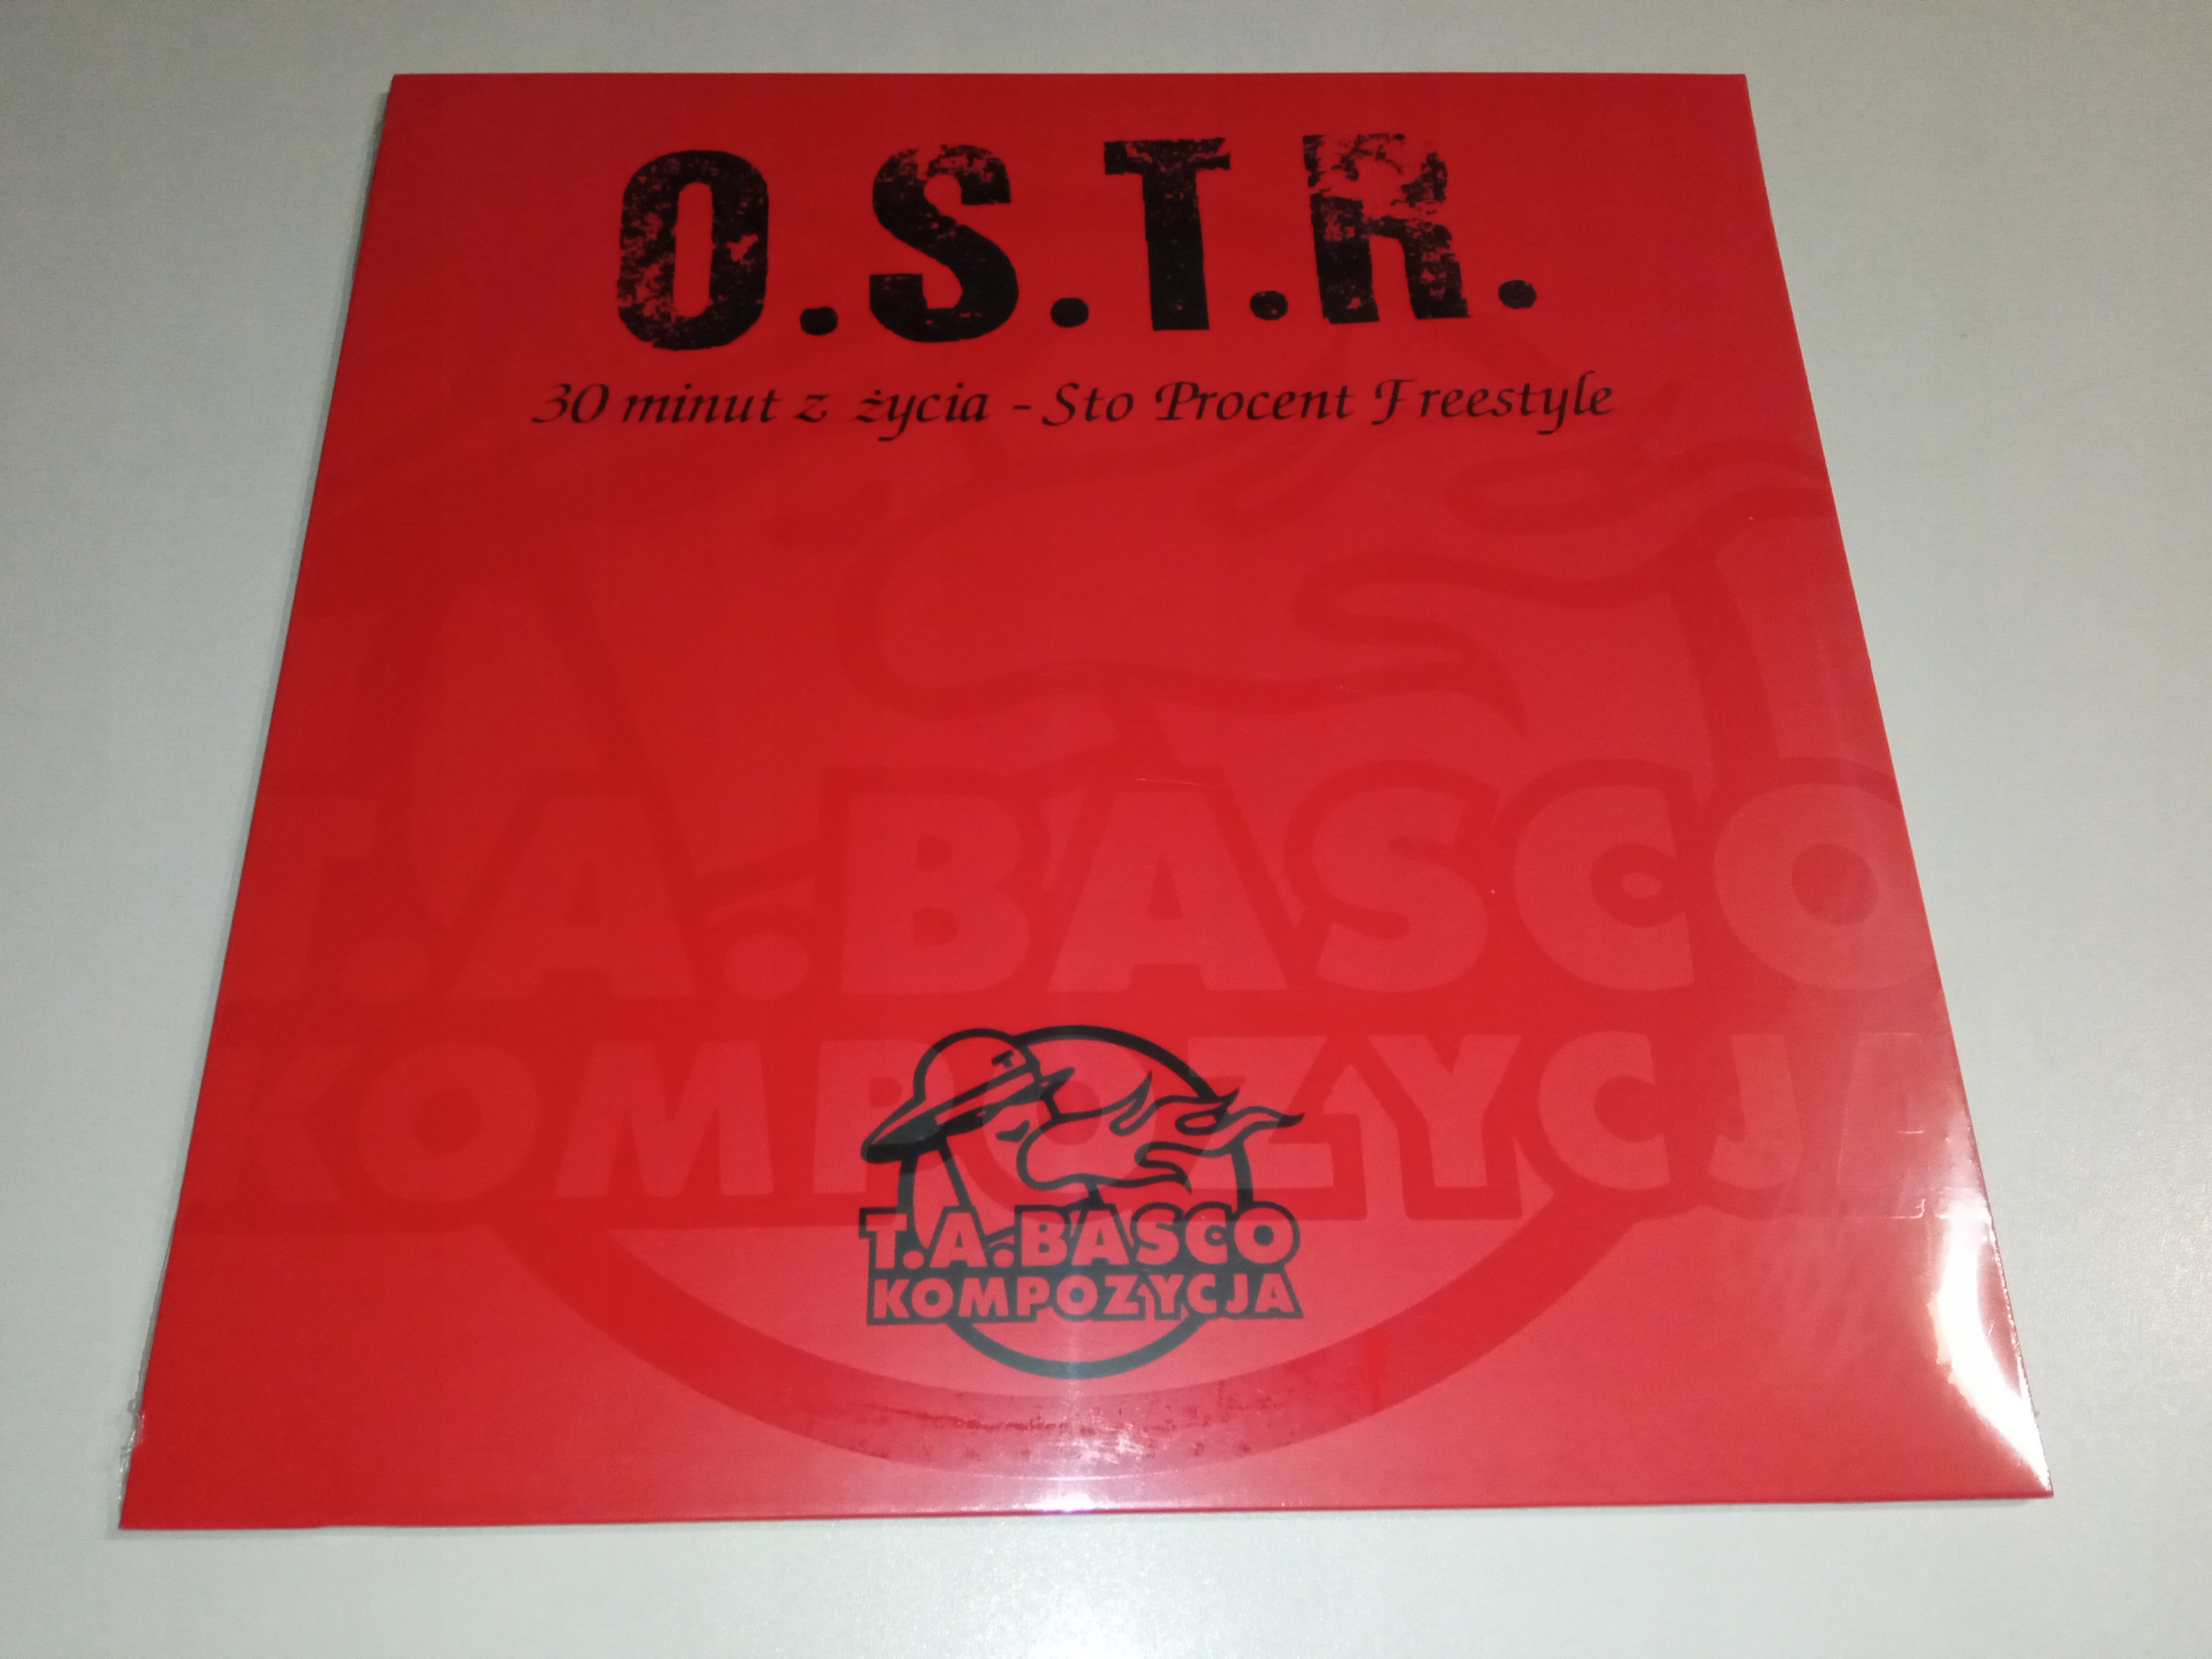 O.S.T.R.
30 minut z życia - Sto Procent Freestyle
T.A.BASCO
KOMPOZYCJA
T
T.A.BASCO
KOMPOZYCJA